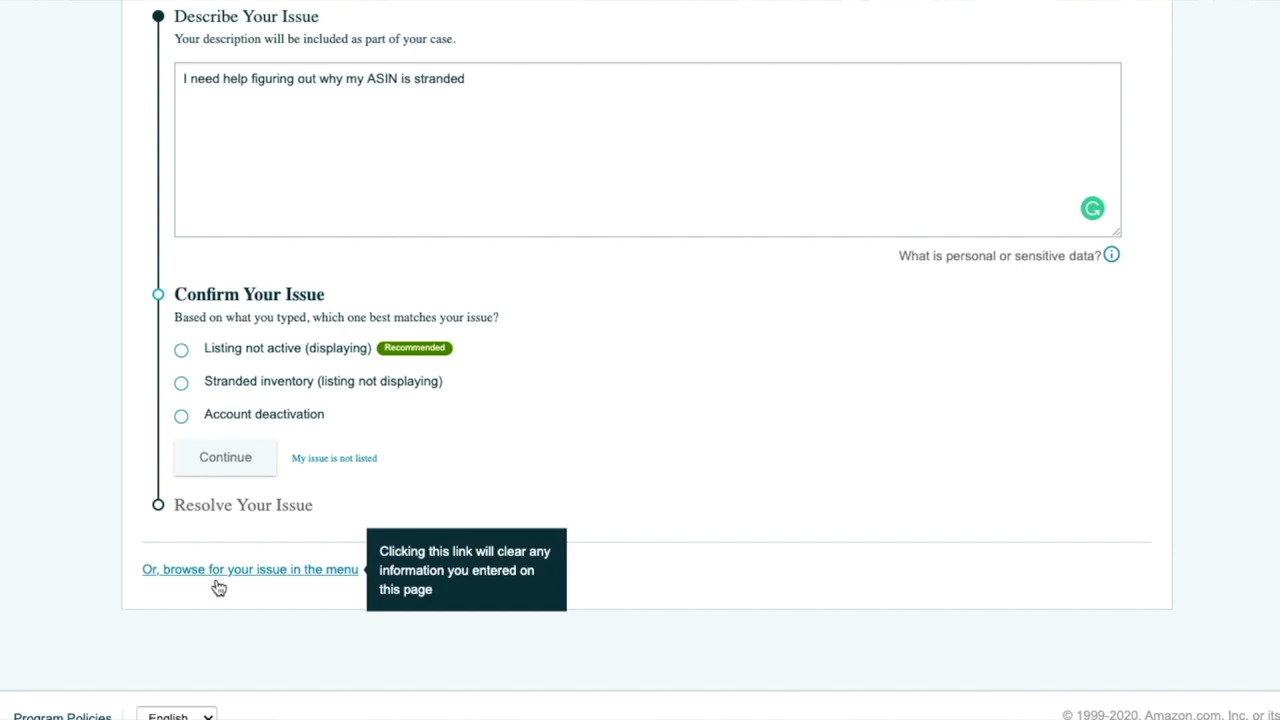 Describe Your Issue
Your description will be included as part of your case.
I need help figuring out why my ASIN is stranded
What is personal or sensitive data?
Confirm Your Issue
Based on what you typed, which one best matches your issue?
Listing not active (displaying) Recommended
Stranded inventory (listing not displaying)
Account deactivation
Continue My issue is not listed
Resolve Your Issue
Or, browse for your issue in the menu
Clicking this link will clear any
information you entered on
this page
Program Policies English © 1999-2020, Amazon.com, Inc. or its